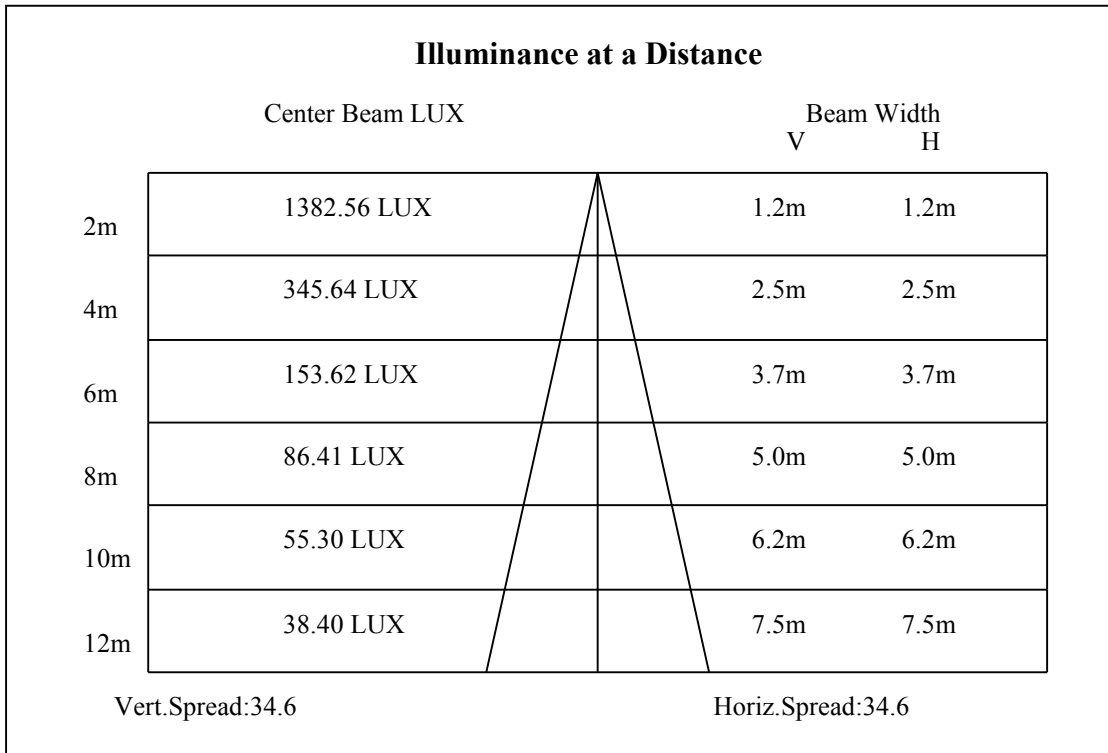 Illuminance at a Distance
Center Beam LUX Beam Width
V H
2m 1382.56 LUX 1.2m 1.2m
4m 345.64 LUX 2.5m 2.5m
6m 153.62 LUX 3.7m 3.7m
8m 86.41 LUX 5.0m 5.0m
10m 55.30 LUX 6.2m 6.2m
12m 38.40 LUX 7.5m 7.5m
Vert.Spread:34.6 Horiz.Spread:34.6